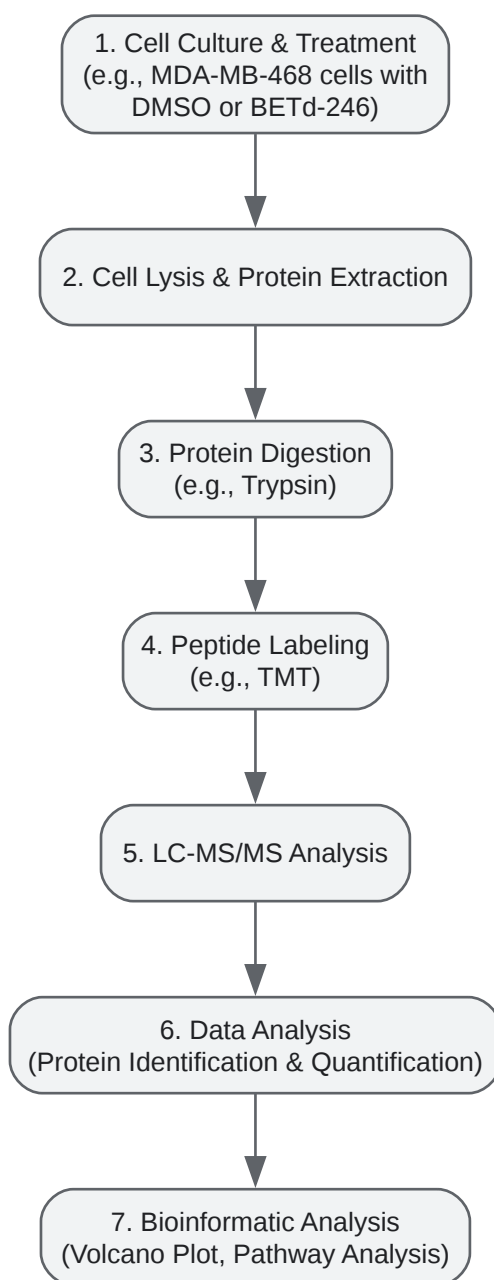 1. Cell Culture & Treatment
(e.g., MDA-MB-468 cells with
DMSO or BETd-246)
2. Cell Lysis & Protein Extraction
3. Protein Digestion
(e.g., Trypsin)
4. Peptide Labeling
(e.g., TMT)
5. LC-MS/MS Analysis
6. Data Analysis
(Protein Identification & Quantification)
7. Bioinformatic Analysis
(Volcano Plot, Pathway Analysis)